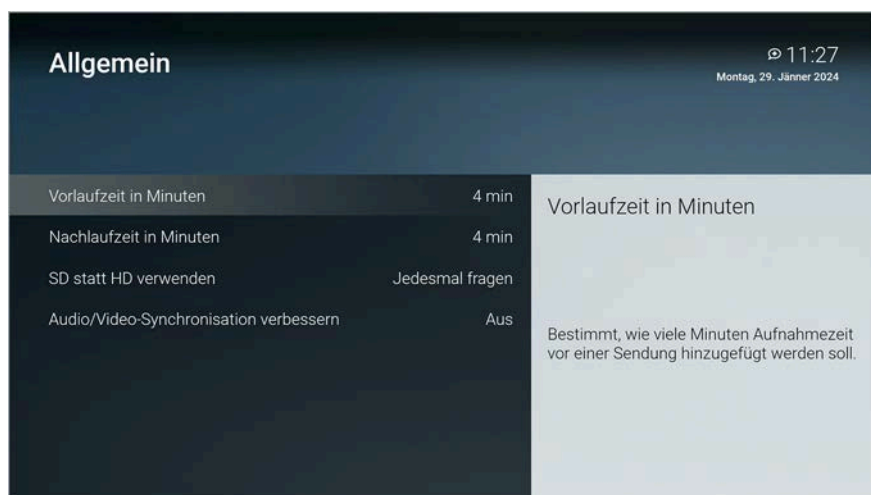 Allgemein
11:27
Montag, 29. Jänner 2024
Vorlaufzeit in Minuten 4 min
Nachlaufzeit in Minuten 4 min
SD statt HD verwenden Jedesmal fragen
Audio/Video-Synchronisation verbessern Aus
Vorlaufzeit in Minuten
Bestimmt, wie viele Minuten Aufnahmezeit
vor einer Sendung hinzugefügt werden soll.